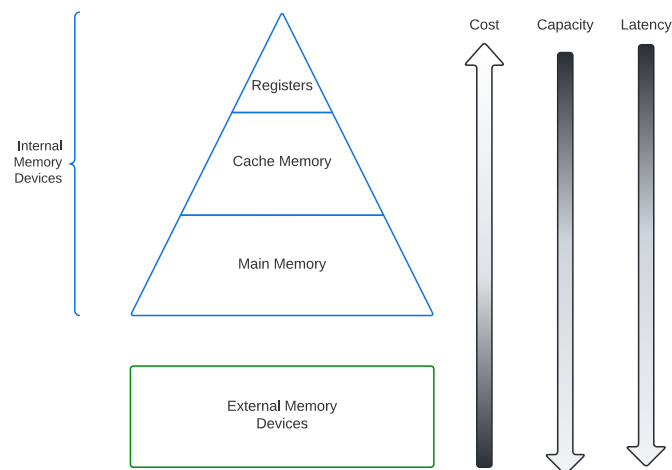 Cost
Capacity
Latency
Registers
Internal
Memory
Devices
Cache Memory
Main Memory
External Memory
Devices